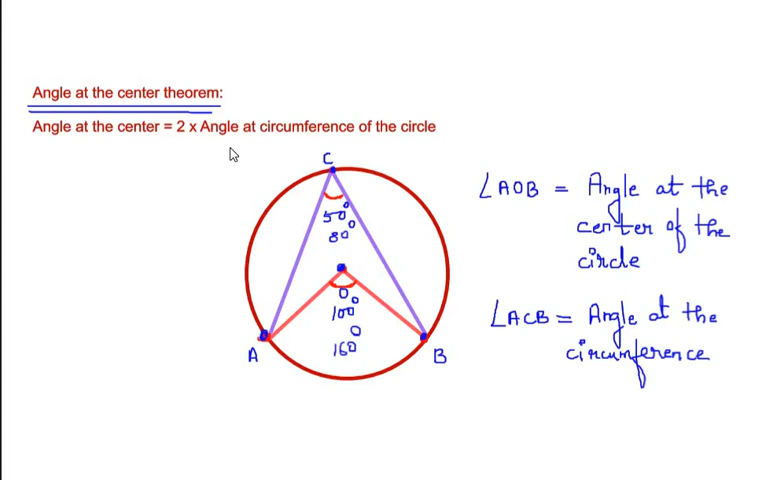 Angle at the center theorem:
Angle at the center = 2 x Angle at circumference of the circle
C
50°
80°
O
100°
160°
A
B
∠AOB = Angle at the
center of the
circle
∠ACB = Angle at the
circumference